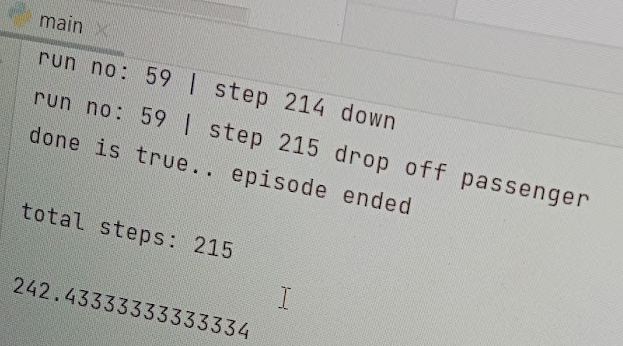 main
run no: 59 | step 214 down
run no: 59 | step 215 drop off passenger
done is true.. episode ended
total steps: 215
242.43333333333334